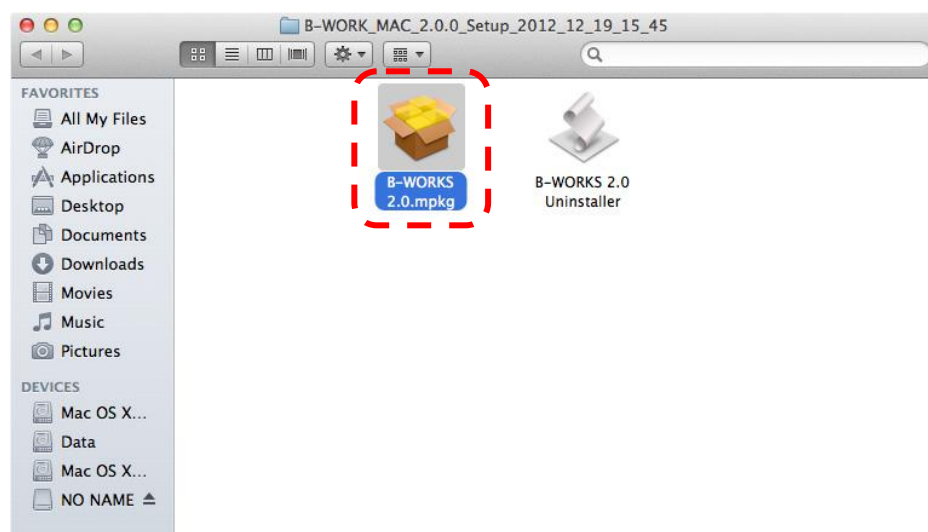 B-WORK_MAC_2.0.0_Setup_2012_12_19_15_45
FAVORITES
All My Files
AirDrop
Applications
Desktop
Documents
Downloads
Movies
Music
Pictures
DEVICES
Mac OS X...
Data
Mac OS X...
NO NAME
B-WORKS
2.0.mpkg
B-WORKS 2.0
Uninstaller